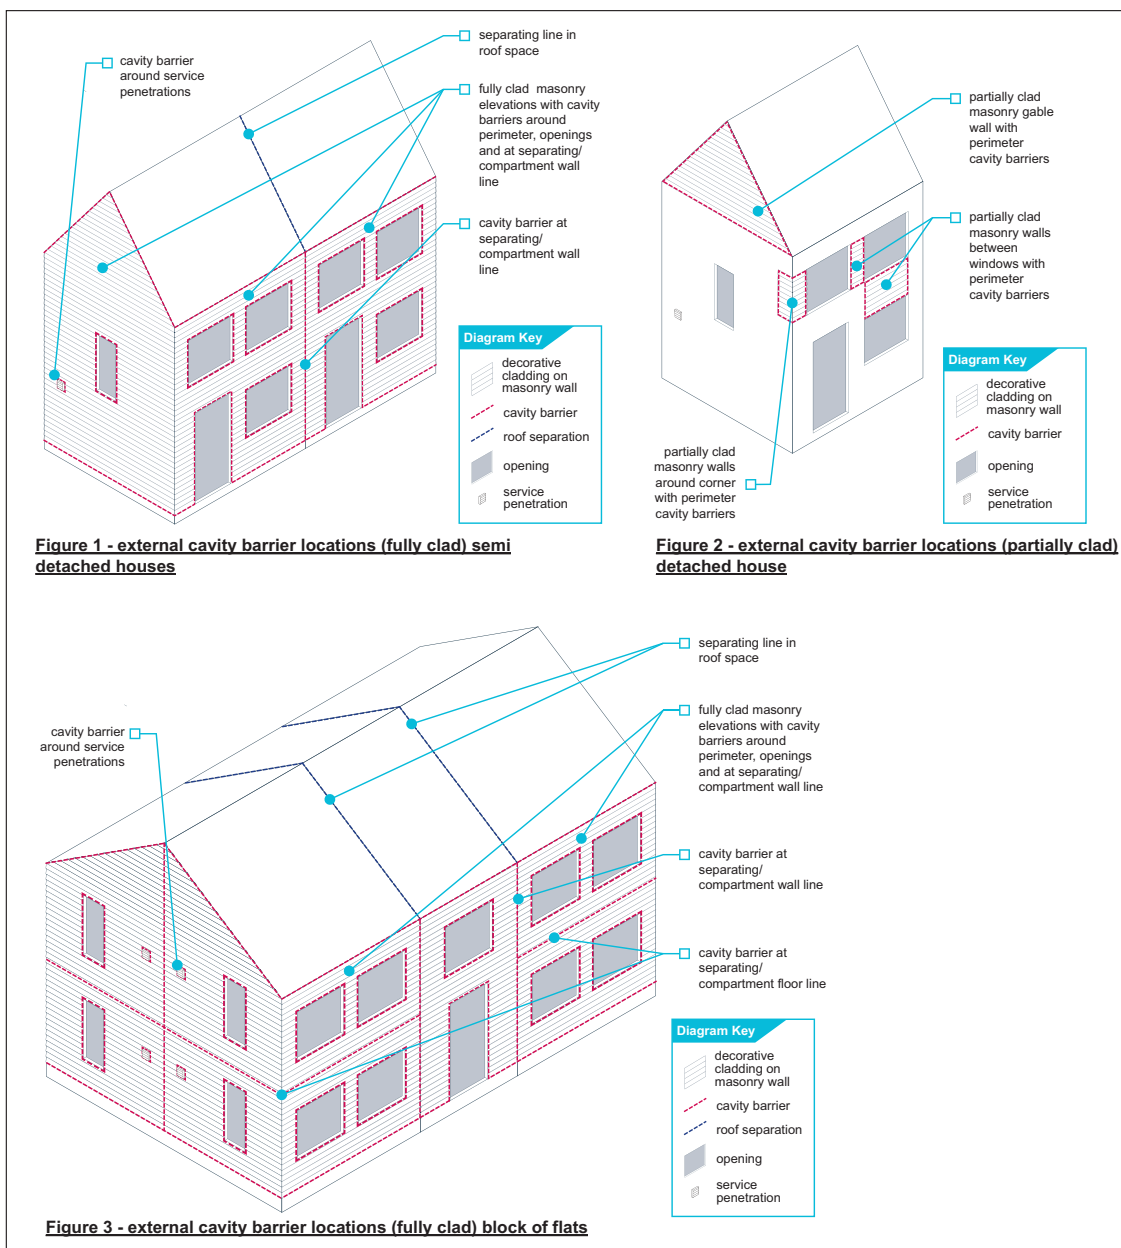 cavity barrier
around service
penetrations
separating line in
roof space
fully clad masonry
elevations with cavity
barriers around
perimeter, openings
and at separating/
compartment wall
line
cavity barrier at
separating/
compartment wall
line
Diagram Key
decorative
cladding on
masonry wall
cavity barrier
roof separation
opening
service
penetration
Figure 1 - external cavity barrier locations (fully clad) semi
detached houses
partially clad
masonry gable
wall with
perimeter
cavity barriers
partially clad
masonry walls
between
windows with
perimeter
cavity barriers
partially clad
masonry walls
around corner
with perimeter
cavity barriers
Diagram Key
decorative
cladding on
masonry wall
cavity barrier
opening
service
penetration
Figure 2 - external cavity barrier locations (partially clad)
detached house
cavity barrier
around service
penetrations
separating line in
roof space
fully clad masonry
elevations with cavity
barriers around
perimeter, openings
and at separating/
compartment wall line
cavity barrier at
separating/
compartment wall line
cavity barrier at
separating/
compartment floor line
Diagram Key
decorative
cladding on
masonry wall
cavity barrier
roof separation
opening
service
penetration
Figure 3 - external cavity barrier locations (fully clad) block of flats